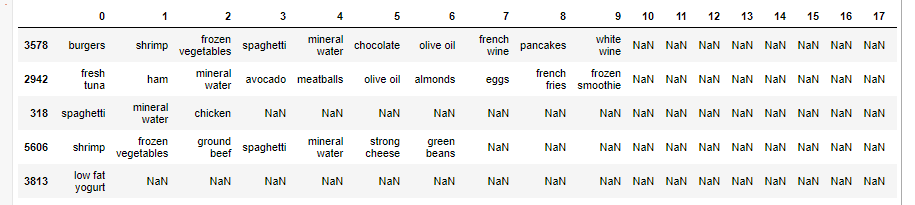 0 1 2 3 4 5 6 7 8 9 10 11 12 13 14 15 16 17
3578 burgers shrimp frozen vegetables spaghetti mineral water chocolate olive oil french wine pancakes white wine NaN NaN NaN NaN NaN NaN NaN NaN
2942 fresh tuna ham mineral water avocado meatballs olive oil almonds eggs french fries frozen smoothie NaN NaN NaN NaN NaN NaN NaN NaN
318 spaghetti mineral water chicken NaN NaN NaN NaN NaN NaN NaN NaN NaN NaN NaN NaN NaN NaN NaN
5606 shrimp frozen vegetables ground beef spaghetti mineral water strong cheese green beans NaN NaN NaN NaN NaN NaN NaN NaN NaN NaN NaN
3813 low fat yogurt NaN NaN NaN NaN NaN NaN NaN NaN NaN NaN NaN NaN NaN NaN NaN NaN NaN